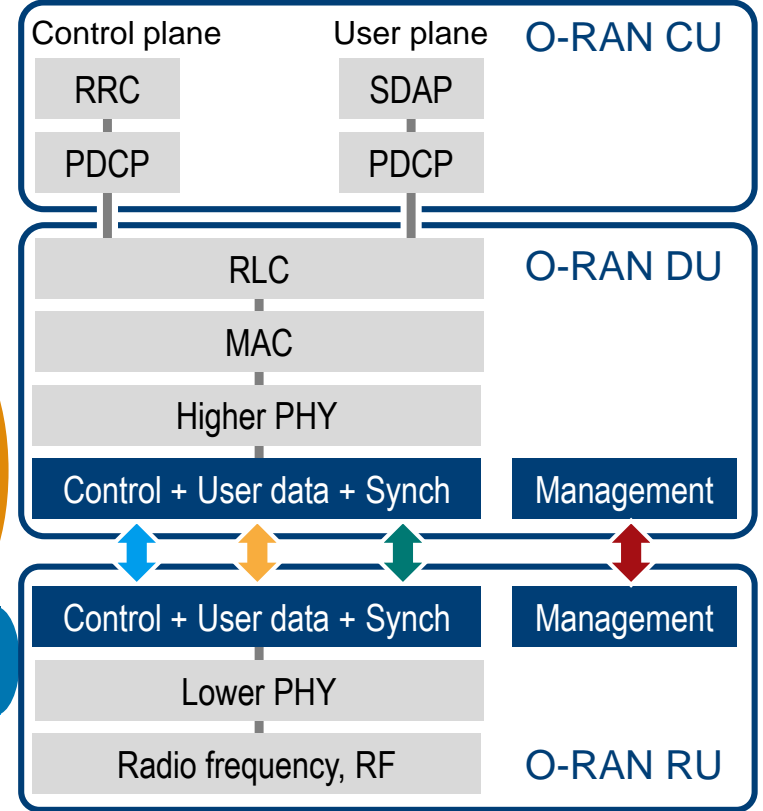 Control plane
User plane
O-RAN CU
RRC
SDAP
PDCP
PDCP
RLC
O-RAN DU
MAC
Higher PHY
Control + User data + Synch
Management
Control + User data + Synch
Management
Lower PHY
Radio frequency, RF
O-RAN RU